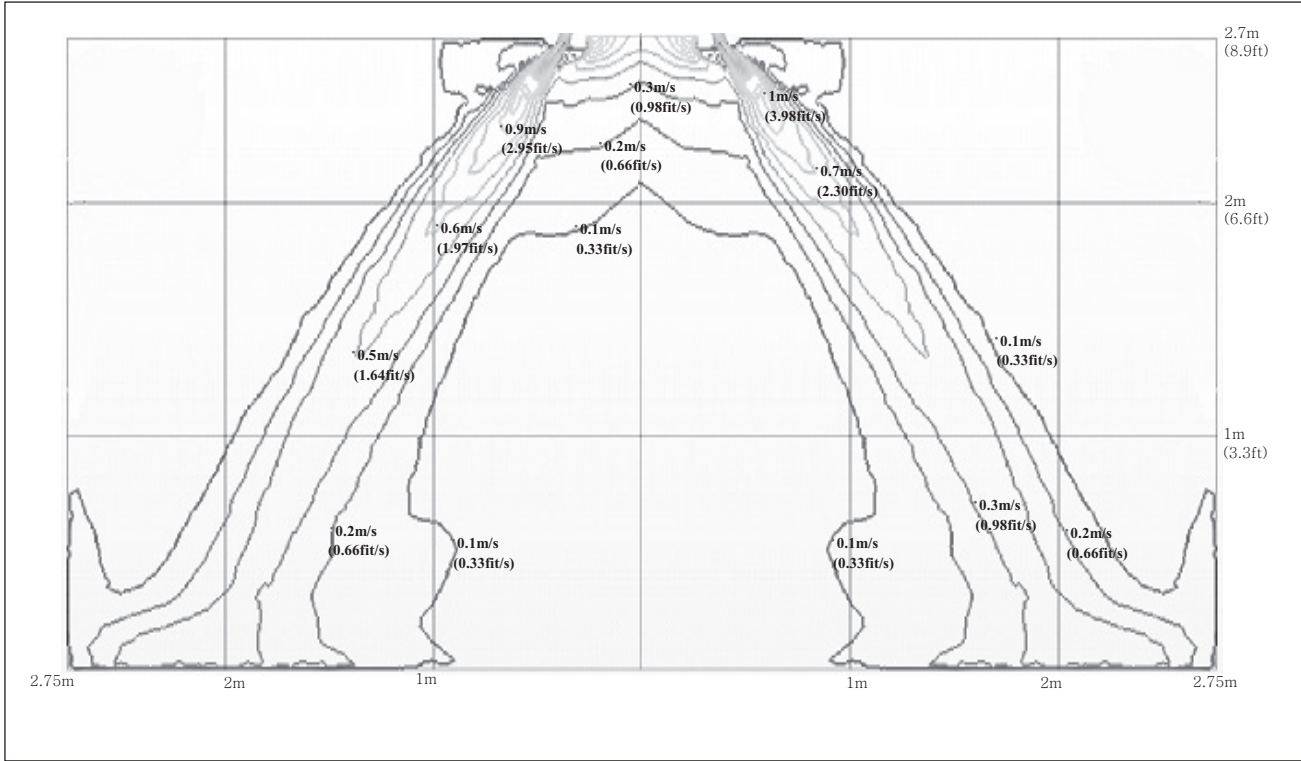 2.7m
(8.9ft)
0.3m/s
(0.98fit/s)
1m/s
(3.98fit/s)
0.9m/s
(2.95fit/s)
0.2m/s
(0.66fit/s)
0.7m/s
(2.30fit/s)
2m
(6.6ft)
0.6m/s
(1.97fit/s)
0.1m/s
0.33fit/s)
0.5m/s
(1.64fit/s)
0.1m/s
(0.33fit/s)
1m
(3.3ft)
0.2m/s
(0.66fit/s)
0.1m/s
(0.33fit/s)
0.1m/s
(0.33fit/s)
0.3m/s
(0.98fit/s)
0.2m/s
(0.66fit/s)
2.75m
2m
1m
1m
2m
2.75m